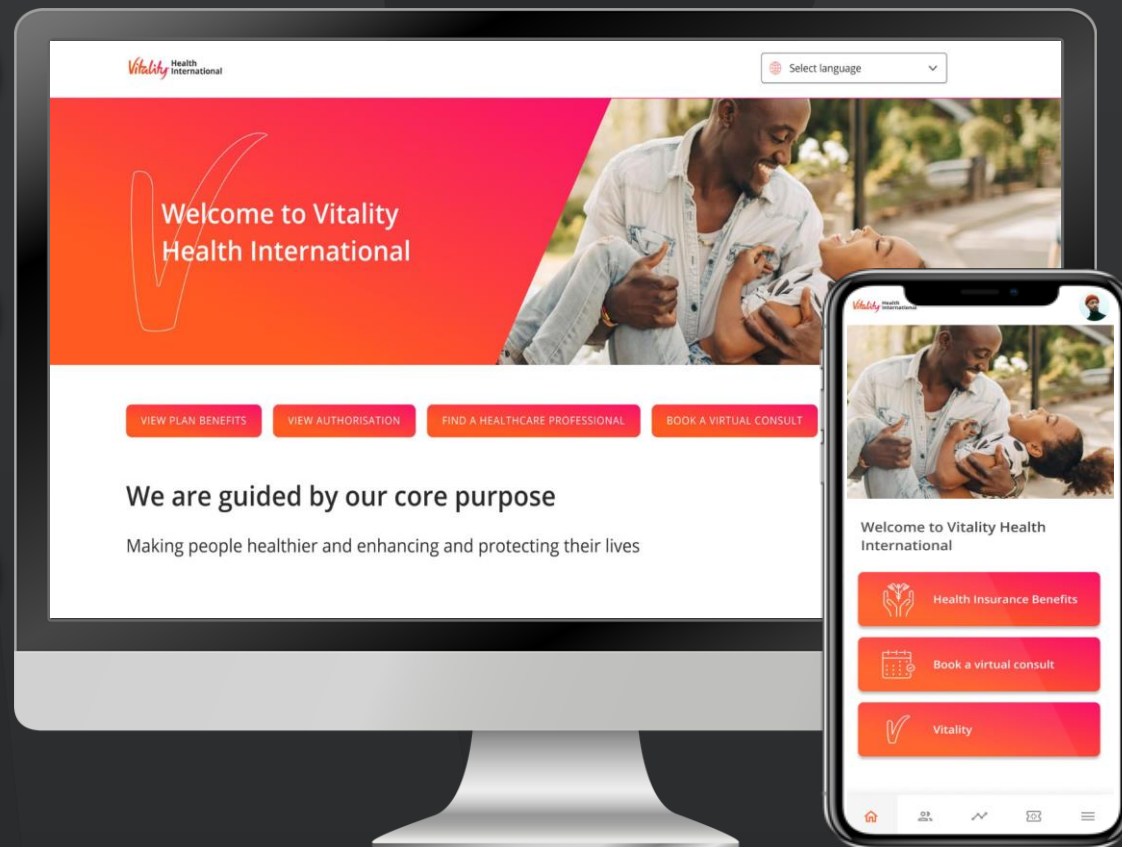 Vitality Health
International
Select language
Welcome to Vitality
Health International
VIEW PLAN BENEFITS
VIEW AUTHORISATION
FIND A HEALTHCARE PROFESSIONAL
BOOK A VIRTUAL CONSULT
We are guided by our core purpose
Making people healthier and enhancing and protecting their lives
Vitality Health
International
Welcome to Vitality Health
International
Health Insurance Benefits
Book a virtual consult
Vitality